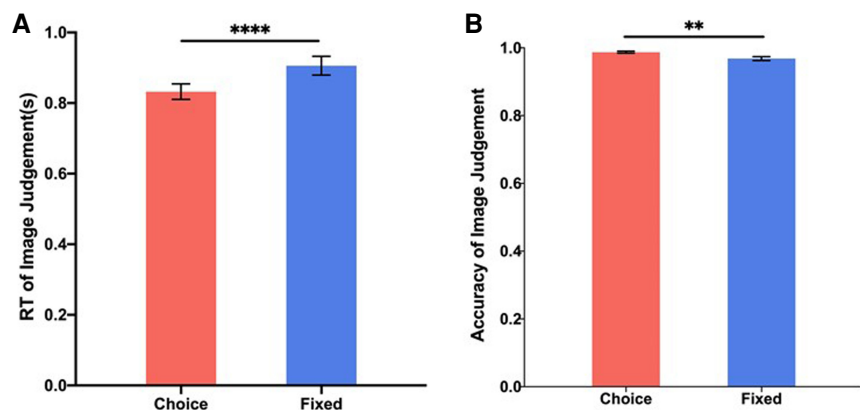 A
RT of Image Judgement(s)
1.0
0.8
0.6
0.4
0.2
0.0
****
Choice
Fixed
B
Accuracy of Image Judgement
1.0
0.8
0.6
0.4
0.2
0.0
**
Choice
Fixed